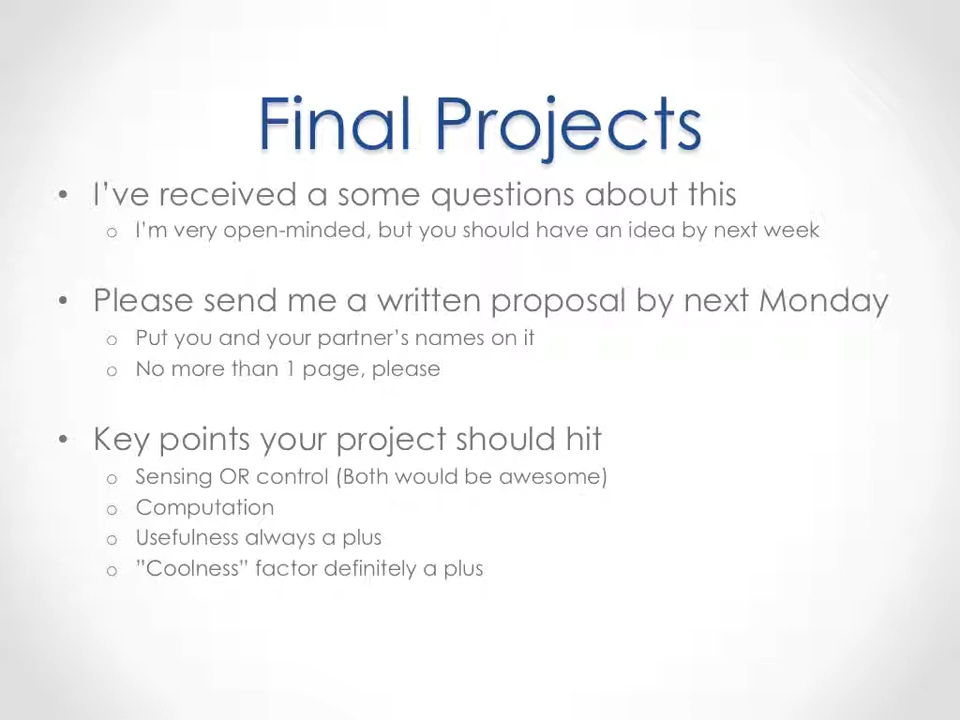 Final Projects
• I've received a some questions about this
o I'm very open-minded, but you should have an idea by next week
• Please send me a written proposal by next Monday
o Put you and your partner's names on it
o No more than 1 page, please
• Key points your project should hit
o Sensing OR control (Both would be awesome)
o Computation
o Usefulness always a plus
o ”Coolness” factor definitely a plus